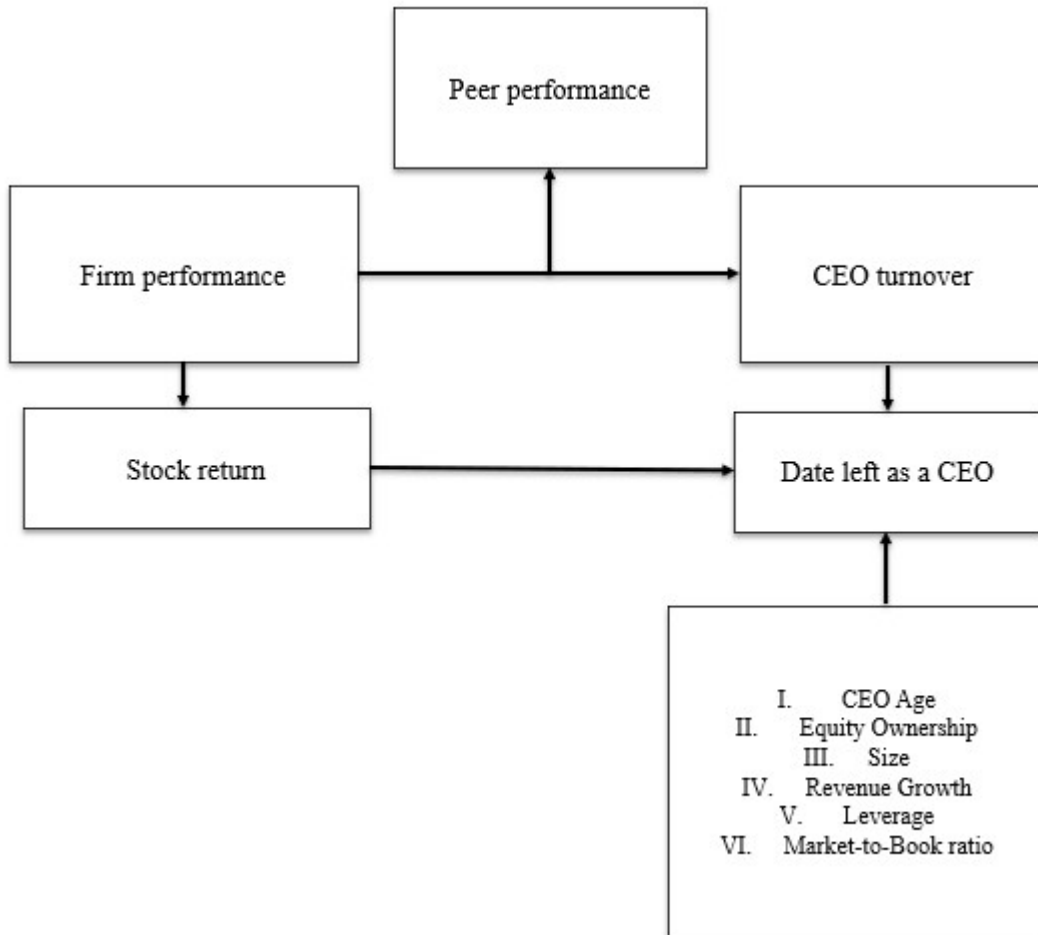 Peer performance
Firm performance
CEO turnover
Stock return
Date left as a CEO
I. CEO Age
II. Equity Ownership
III. Size
IV. Revenue Growth
V. Leverage
VI. Market-to-Book ratio